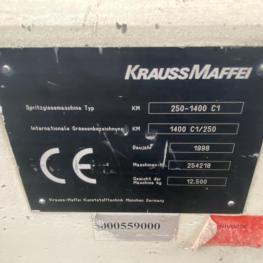 KRAUSSMAFFEI
Spritzgiessmaschine Typ KM 250-1400 C1
Internationale Grössenbezeichnung KM 1400 C1/250
Baujahr 1998
Maschinen-Nr. 254218
Gewicht der Maschine kg 12.500
CE
Krauss-Maffei Kunststofftechnik München Germany
000559000